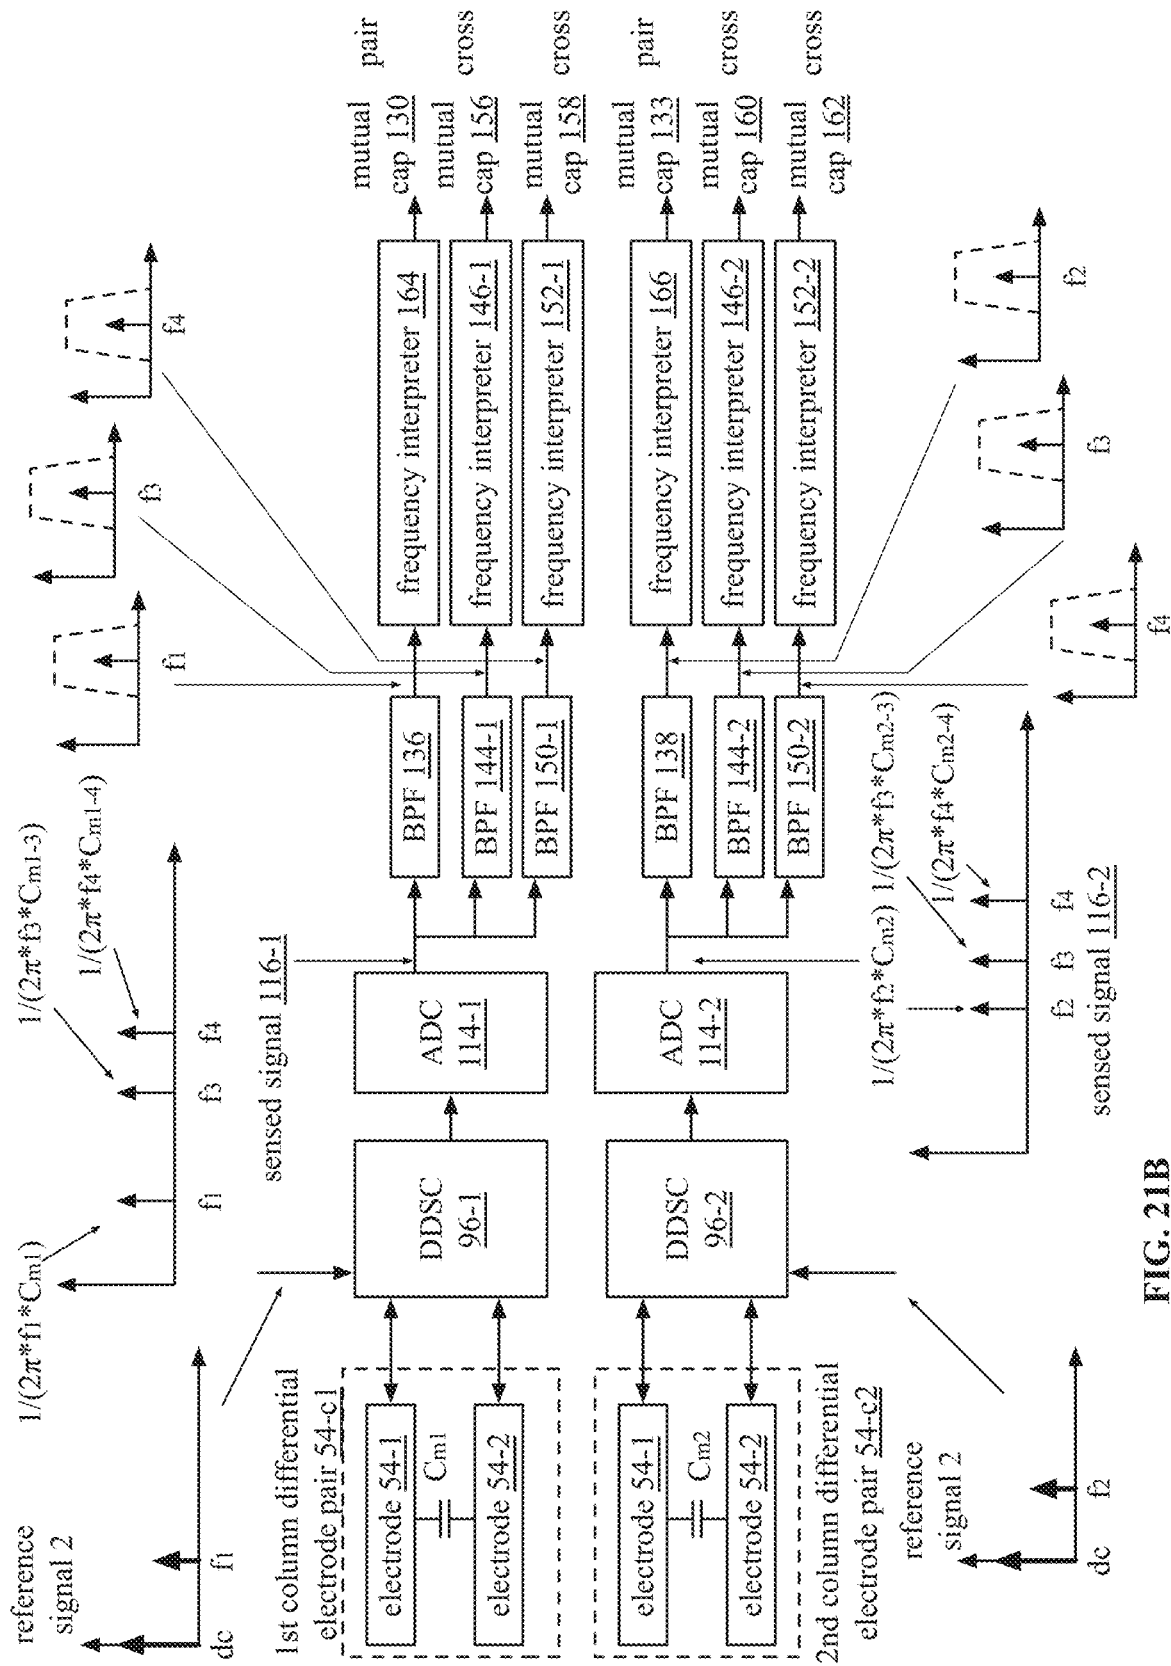 reference
signal 2
dc
f1
1/(2π*f1*Cm1)
1/(2π*f3*Cm1-3)
1/(2π*f4*Cm1-4)
f1
f3
f4
f1
f3
f4
1st column differential
electrode pair 54-c1
electrode 54-1
Cm1
electrode 54-2
DDSC
96-1
sensed signal 116-1
ADC
114-1
BPF 136
BPF 144-1
BPF 150-1
frequency interpreter 164
frequency interpreter 146-1
frequency interpreter 152-1
mutual pair
cap 130
mutual cross
cap 156
mutual cross
cap 158
electrode 54-1
Cm2
electrode 54-2
2nd column differential
electrode pair 54-c2
DDSC
96-2
ADC
114-2
BPF 138
BPF 144-2
BPF 150-2
frequency interpreter 166
frequency interpreter 146-2
frequency interpreter 152-2
mutual pair
cap 133
mutual cross
cap 160
mutual cross
cap 162
reference
signal 2
dc
f2
1/(2π*f2*Cm2)
1/(2π*f3*Cm2-3)
1/(2π*f4*Cm2-4)
f2
f3
f4
sensed signal 116-2
f4
f3
f2
FIG. 21B